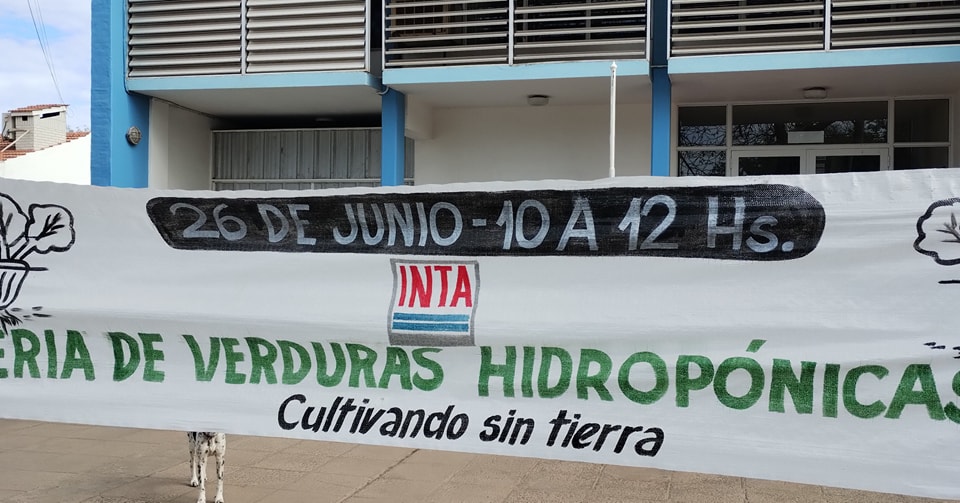 26 DE JUNIO - 10 A 12 Hs.
INTA
ERIA DE VERDURAS HIDROPÓNICAS
Cultivando sin tierra